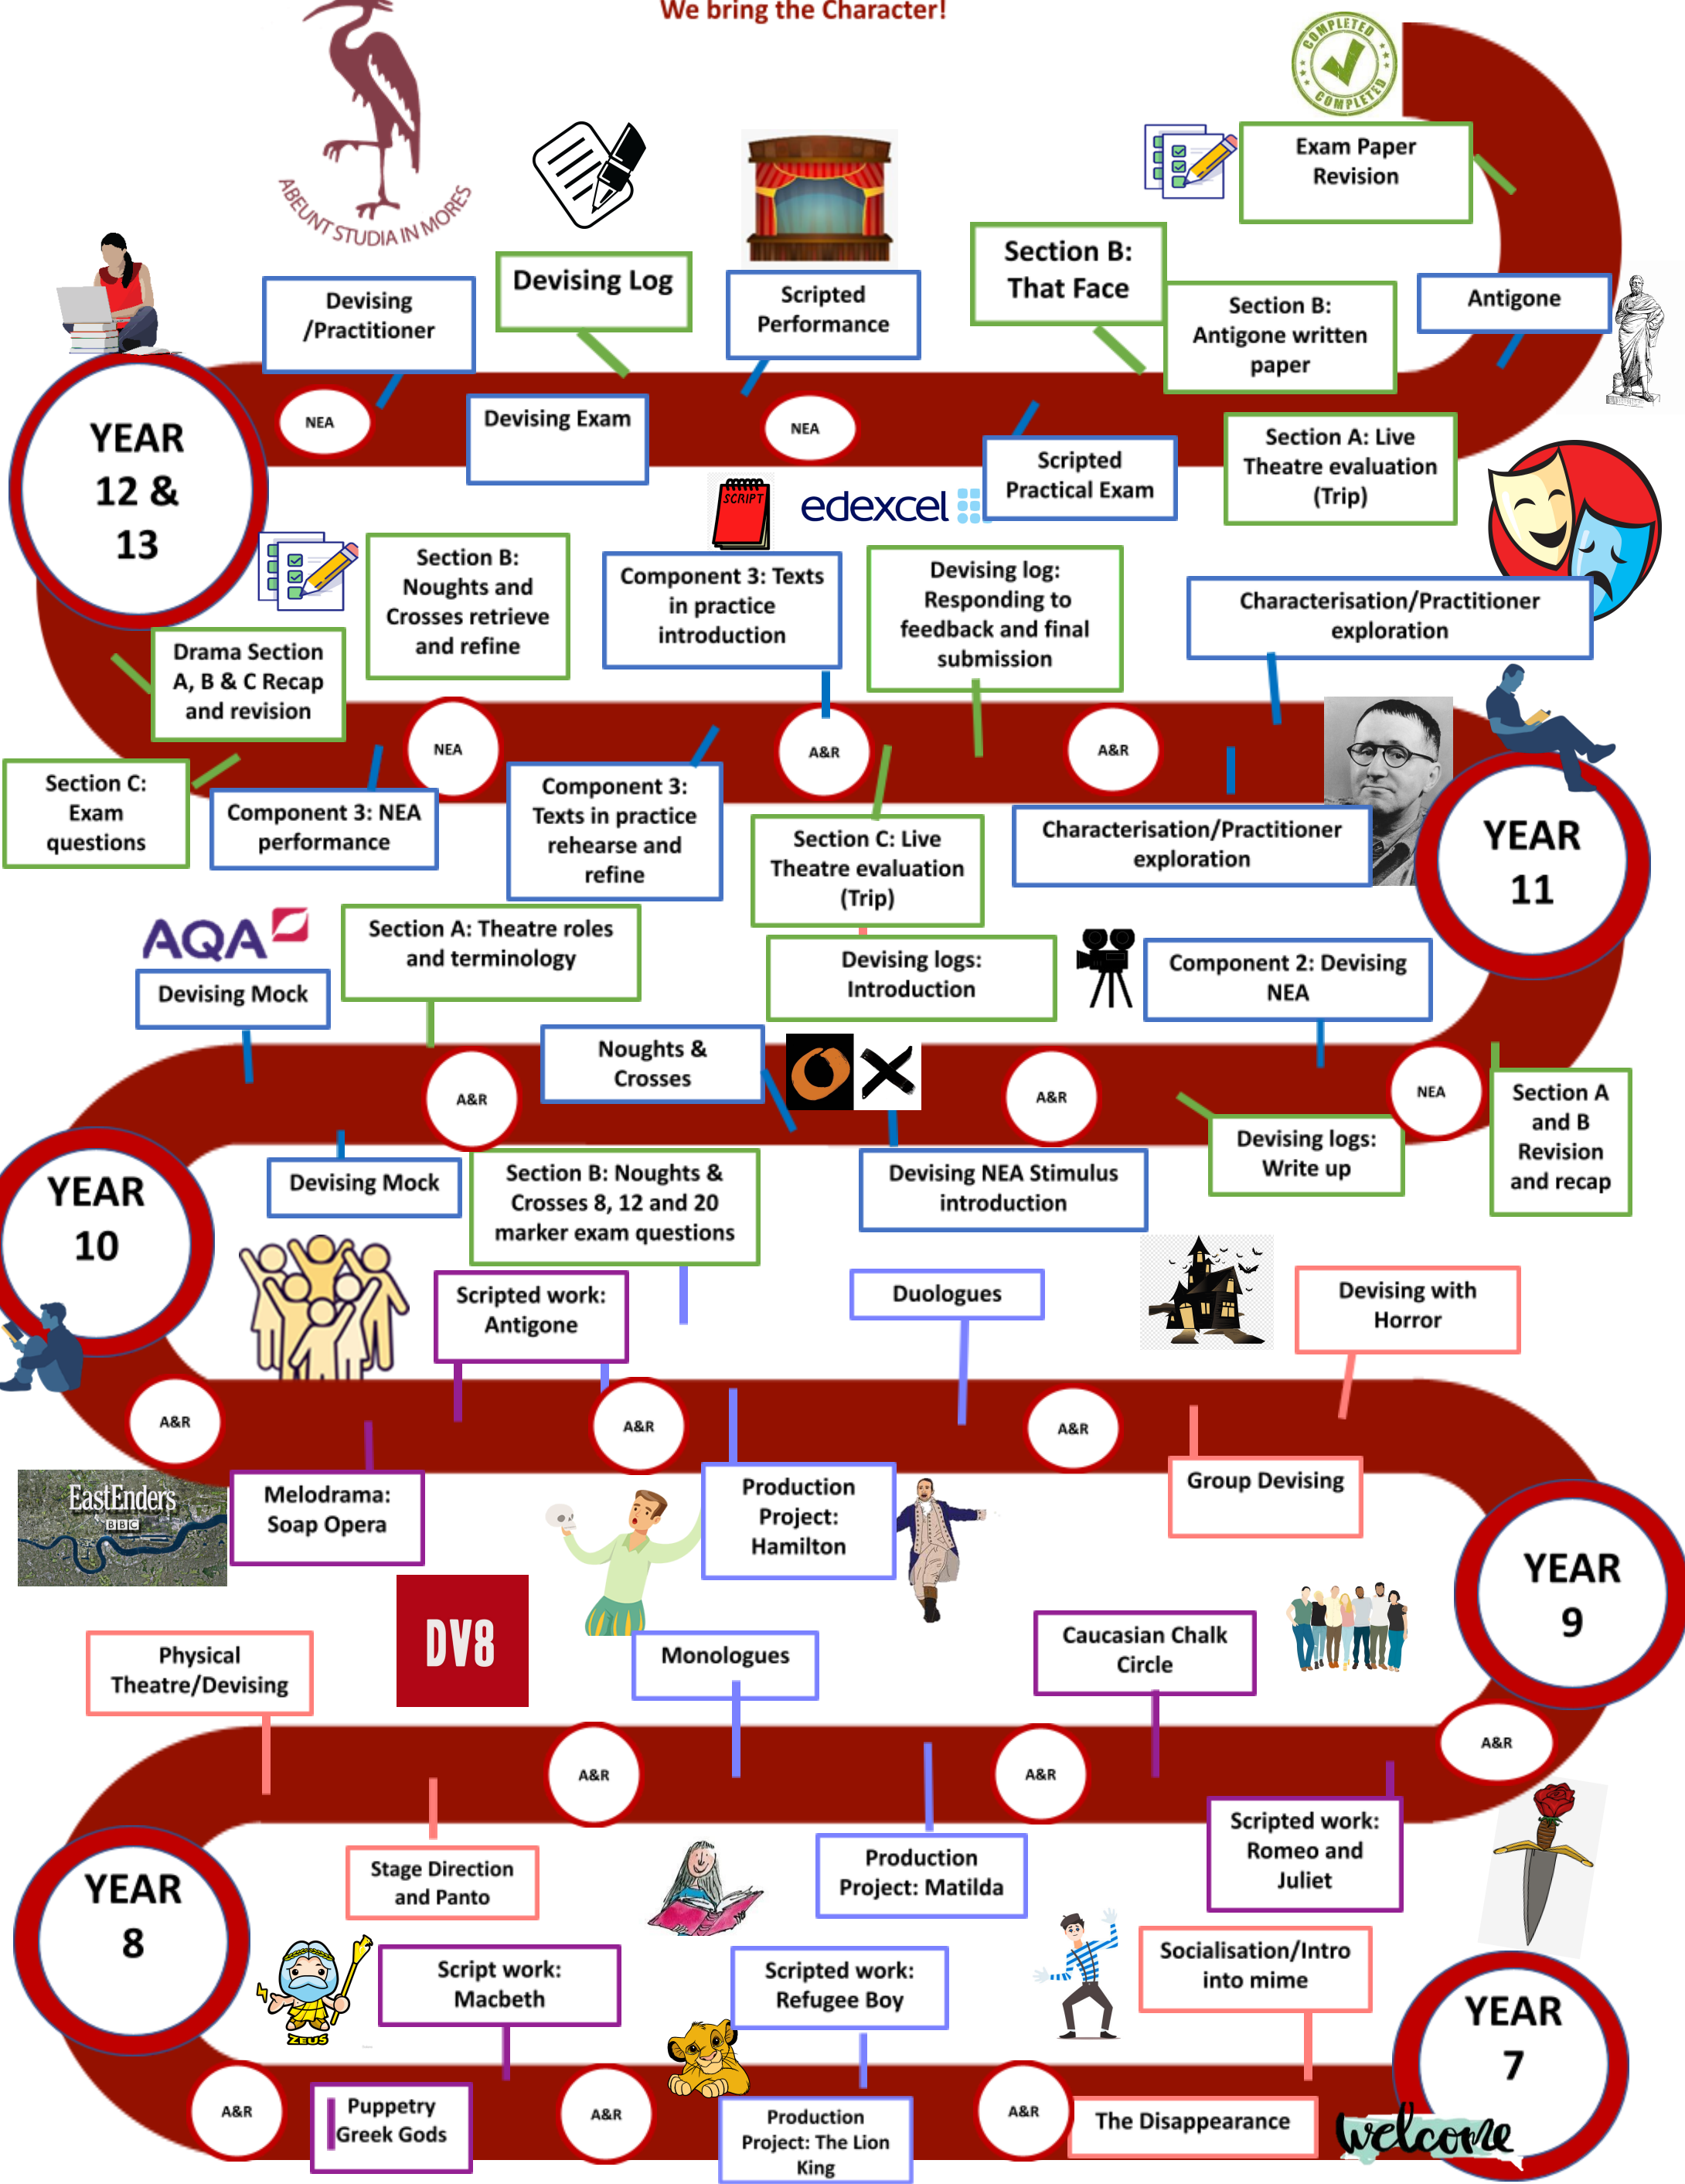 We bring the Character!
COMPLETED
COMPLETED
Exam Paper
Revision
ABEUNT STUDIA IN MORES
Devising
/Practitioner
Devising Log
Scripted
Performance
Section B:
That Face
Section B:
Antigone written
paper
Antigone
YEAR
12 &
13
NEA
Devising Exam
NEA
Scripted
Practical Exam
Section A: Live
Theatre evaluation
(Trip)
SCRIPT
edexcel
Section B:
Noughts and
Crosses retrieve
and refine
Component 3: Texts
in practice
introduction
Devising log:
Responding to
feedback and final
submission
Characterisation/Practitioner
exploration
Drama Section
A, B & C Recap
and revision
NEA
A&R
A&R
Section C:
Exam
questions
Component 3: NEA
performance
Component 3:
Texts in practice
rehearse and
refine
Section C: Live
Theatre evaluation
(Trip)
Characterisation/Practitioner
exploration
YEAR
11
AQA
Devising Mock
Section A: Theatre roles
and terminology
Devising logs:
Introduction
Component 2: Devising
NEA
Noughts &
Crosses
A&R
A&R
NEA
Section A
and B
Revision
and recap
Devising logs:
Write up
YEAR
10
Devising Mock
Section B: Noughts &
Crosses 8, 12 and 20
marker exam questions
Devising NEA Stimulus
introduction
Scripted work:
Antigone
Duologues
Devising with
Horror
A&R
A&R
A&R
EastEnders
BBC
Melodrama:
Soap Opera
Production
Project:
Hamilton
Group Devising
YEAR
9
DV8
Physical
Theatre/Devising
Monologues
Caucasian Chalk
Circle
A&R
A&R
A&R
Stage Direction
and Panto
Production
Project: Matilda
Scripted work:
Romeo and
Juliet
YEAR
8
ZEUS
Script work:
Macbeth
Scripted work:
Refugee Boy
Socialisation/Intro
into mime
YEAR
7
A&R
Puppetry
Greek Gods
A&R
Production
Project: The Lion
King
A&R
The Disappearance
welcome